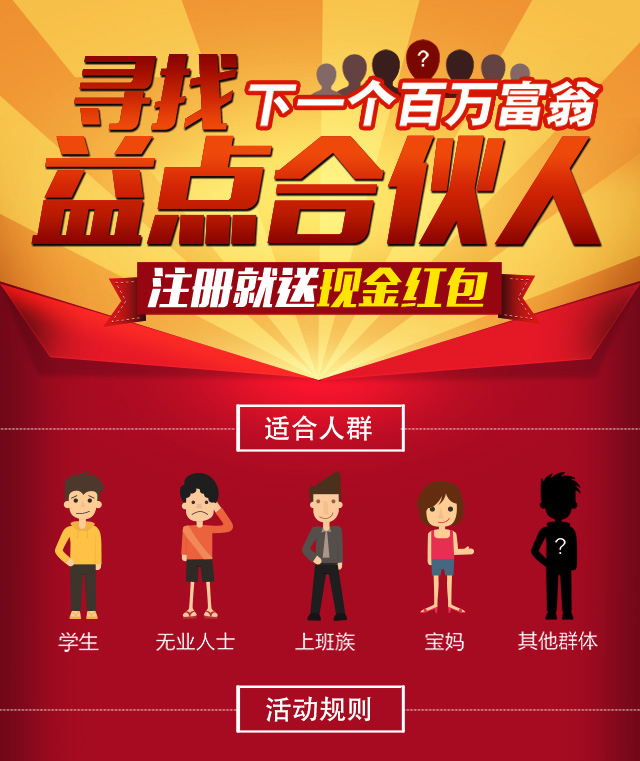 ?
寻找 下一个百万富翁
益点合伙人
注册就送现金红包
适合人群
?
学生 无业人士 上班族 宝妈 其他群体
活动规则